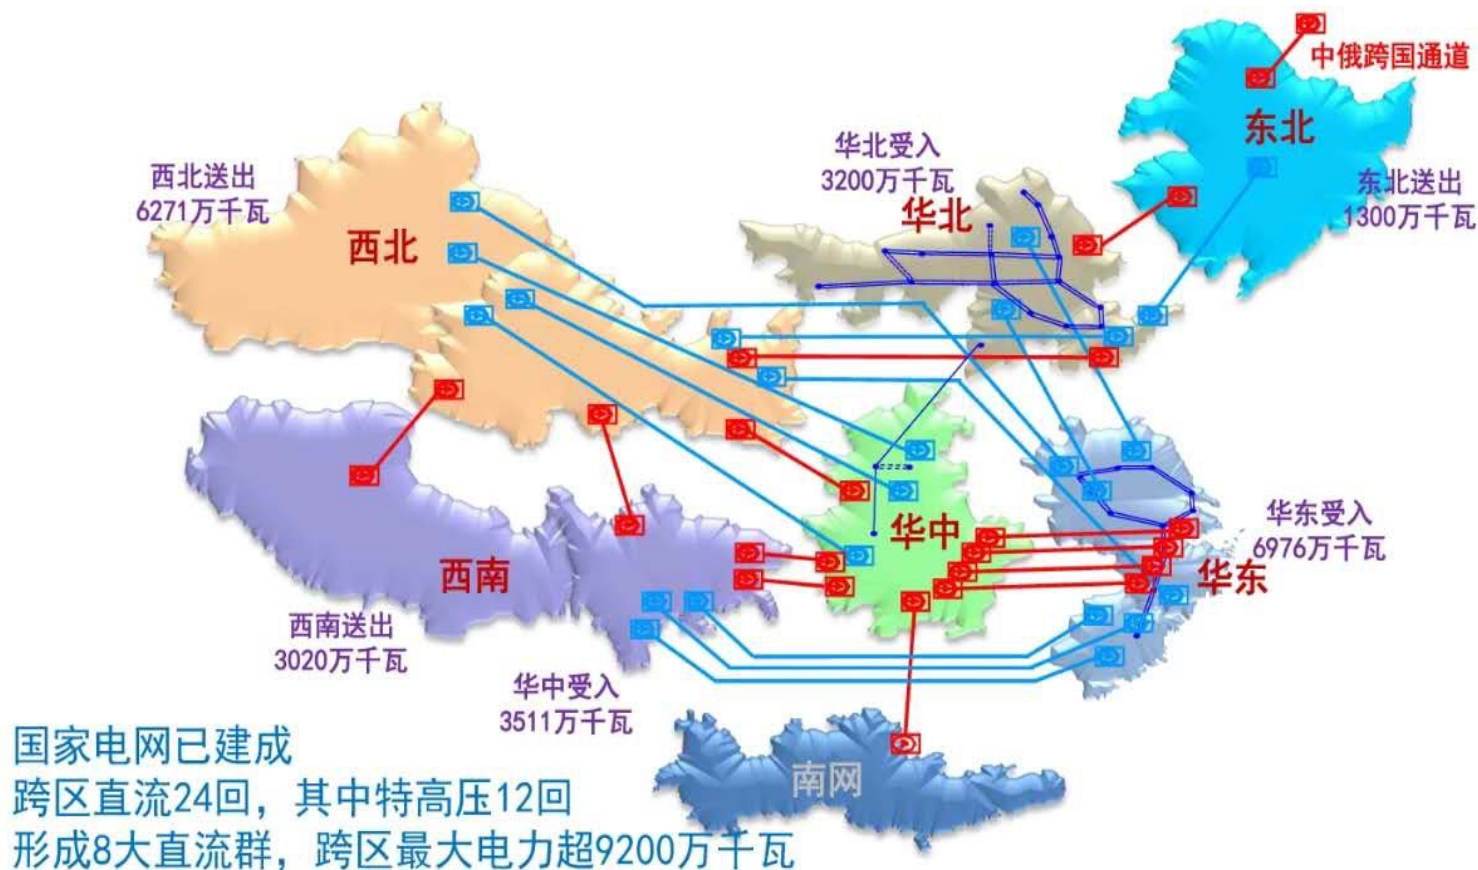 中俄跨国通道
东北
华北受入
3200万千瓦
西北送出
6271万千瓦
东北送出
1300万千瓦
华北
西北
华中
华东受入
6976万千瓦
西南
华东
西南送出
3020万千瓦
华中受入
3511万千瓦
国家电网已建成
南网
跨区直流24回，其中特高压12回
形成8大直流群，跨区最大电力超9200万千瓦